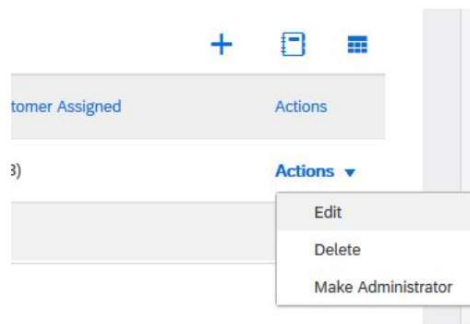 tomer Assigned Actions
3) Actions
Edit
Delete
Make Administrator